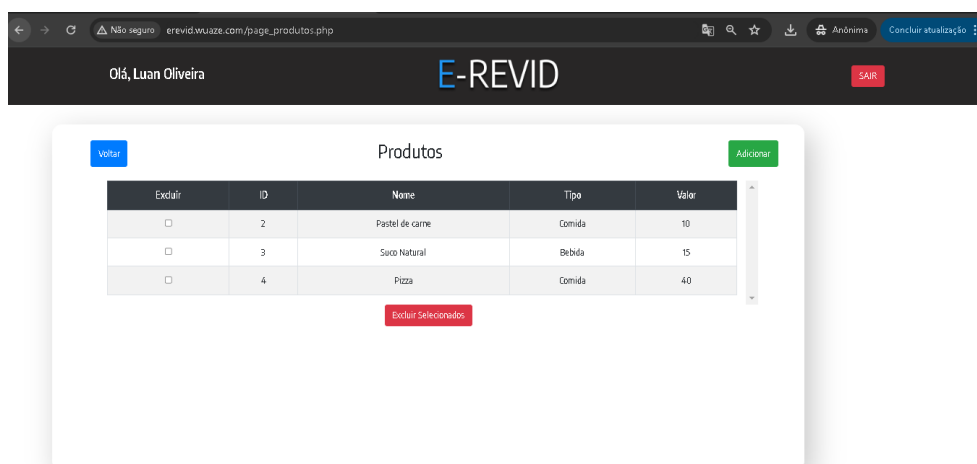 Não seguro erevid.wuaze.com/page_produtos.php Anônima Concluir atualização
Olá, Luan Oliveira E-REVID SAIR
Voltar Produtos Adicionar
Excluír ID Nome Tipo Valor
2 Pastel de carne Comida 10
3 Suco Natural Bebida 15
4 Pizza Comida 40
Excluir Selecionados